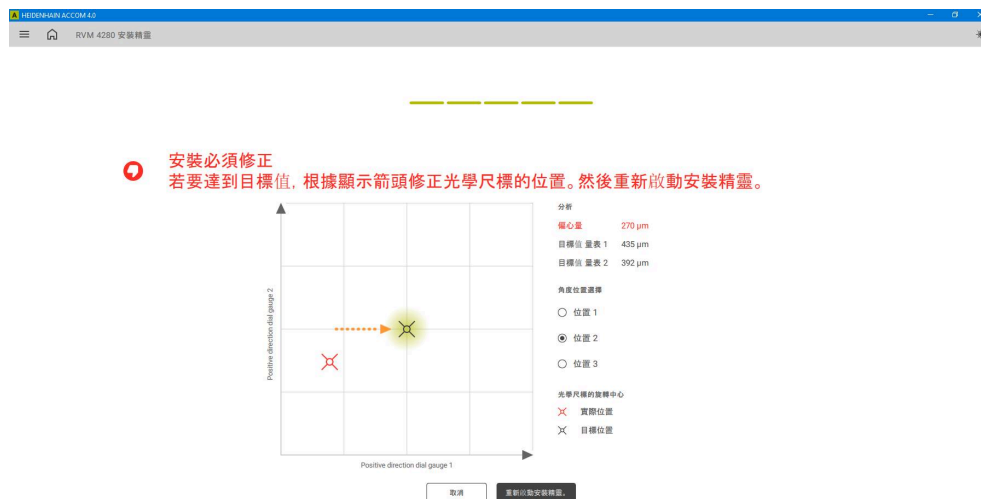 HEIDENHAIN ACCOM 4.0
RVM 4280 安裝精靈
安裝必須修正
若要達到目標值, 根據顯示箭頭修正光學尺標的位置。然後重新啟動安裝精靈。
Positive direction dial gauge 2
Positive direction dial gauge 1
分析
偏心量 270 μm
目標值 量表 1 435 μm
目標值 量表 2 392 μm
角度位置選擇
位置 1
位置 2
位置 3
光學尺標的旋轉中心
實際位置
目標位置
取消
重新啟動安裝精靈。